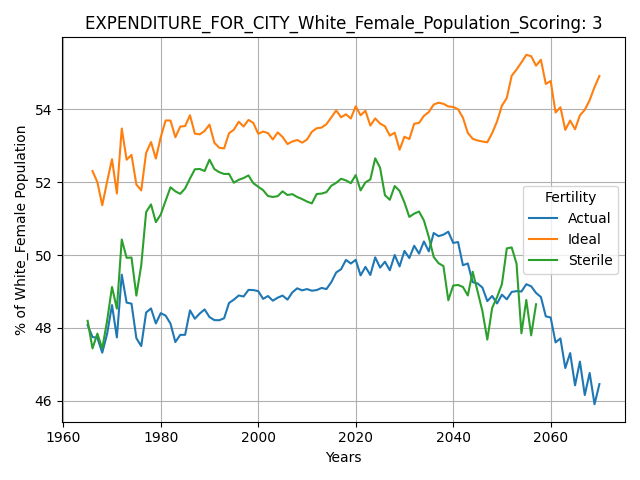 EXPENDITURE_FOR_CITY_White_Female_Population_Scoring: 3
% of White_Female Population
54
52
50
48
46
Fertility
Actual
Ideal
Sterile
1960
1980
2000
2020
2040
2060
Years